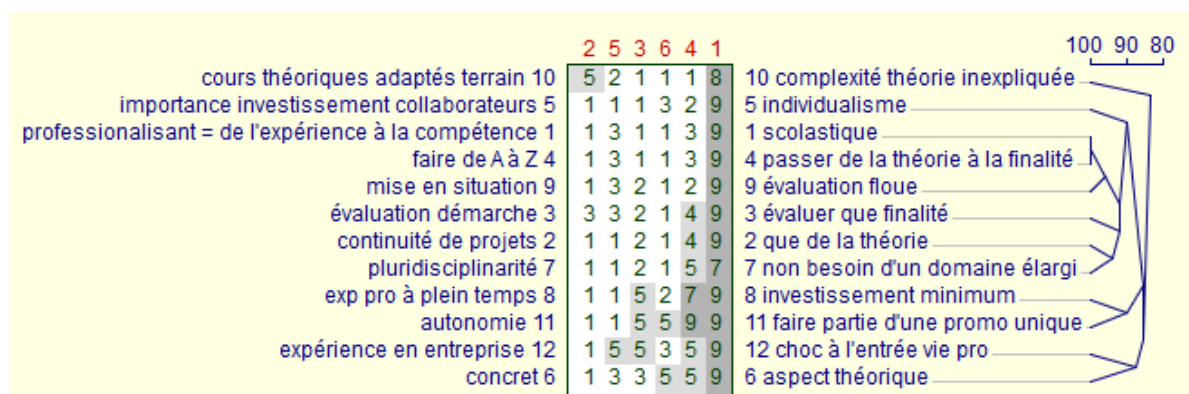 100 90 80
2 5 3 6 4 1
cours théoriques adaptés terrain 10 5 2 1 1 1 8 10 complexité théorie inexpliquée
importance investissement collaborateurs 5 1 1 1 3 2 9 5 individualisme
professionalisant = de l'expérience à la compétence 1 1 3 1 1 3 9 1 scolastique
faire de A à Z 4 1 3 1 1 3 9 4 passer de la théorie à la finalité
mise en situation 9 1 3 2 1 2 9 9 évaluation floue
évaluation démarche 3 3 3 2 1 4 9 3 évaluer que finalité
continuité de projets 2 1 1 2 1 4 9 2 que de la théorie
pluridisciplinarité 7 1 1 2 1 5 7 7 non besoin d'un domaine élargi
exp pro à plein temps 8 1 1 5 2 7 9 8 investissement minimum
autonomie 11 1 1 5 5 9 9 11 faire partie d'une promo unique
expérience en entreprise 12 1 5 5 3 5 9 12 choc à l'entrée vie pro
concret 6 1 3 3 5 5 9 6 aspect théorique